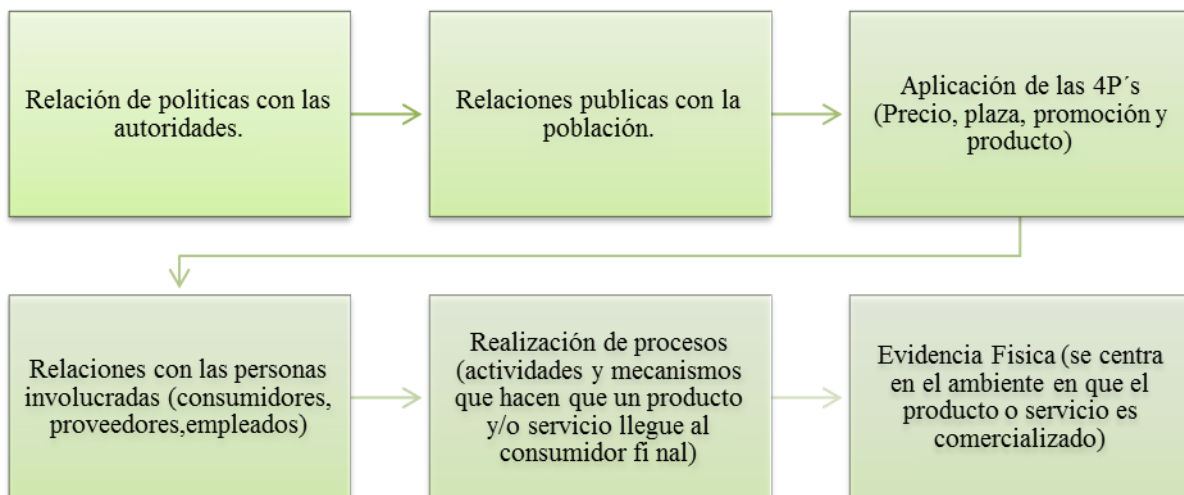 Relación de politicas con las
autoridades.
Relaciones publicas con la
población.
Aplicación de las 4P´s
(Precio, plaza, promoción y
producto)
Relaciones con las personas
involucradas (consumidores,
proveedores,empleados)
Realización de procesos
(actividades y mecanismos
que hacen que un producto
y/o servicio llegue al
consumidor fi nal)
Evidencia Fisica (se centra
en el ambiente en que el
producto o servicio es
comercializado)